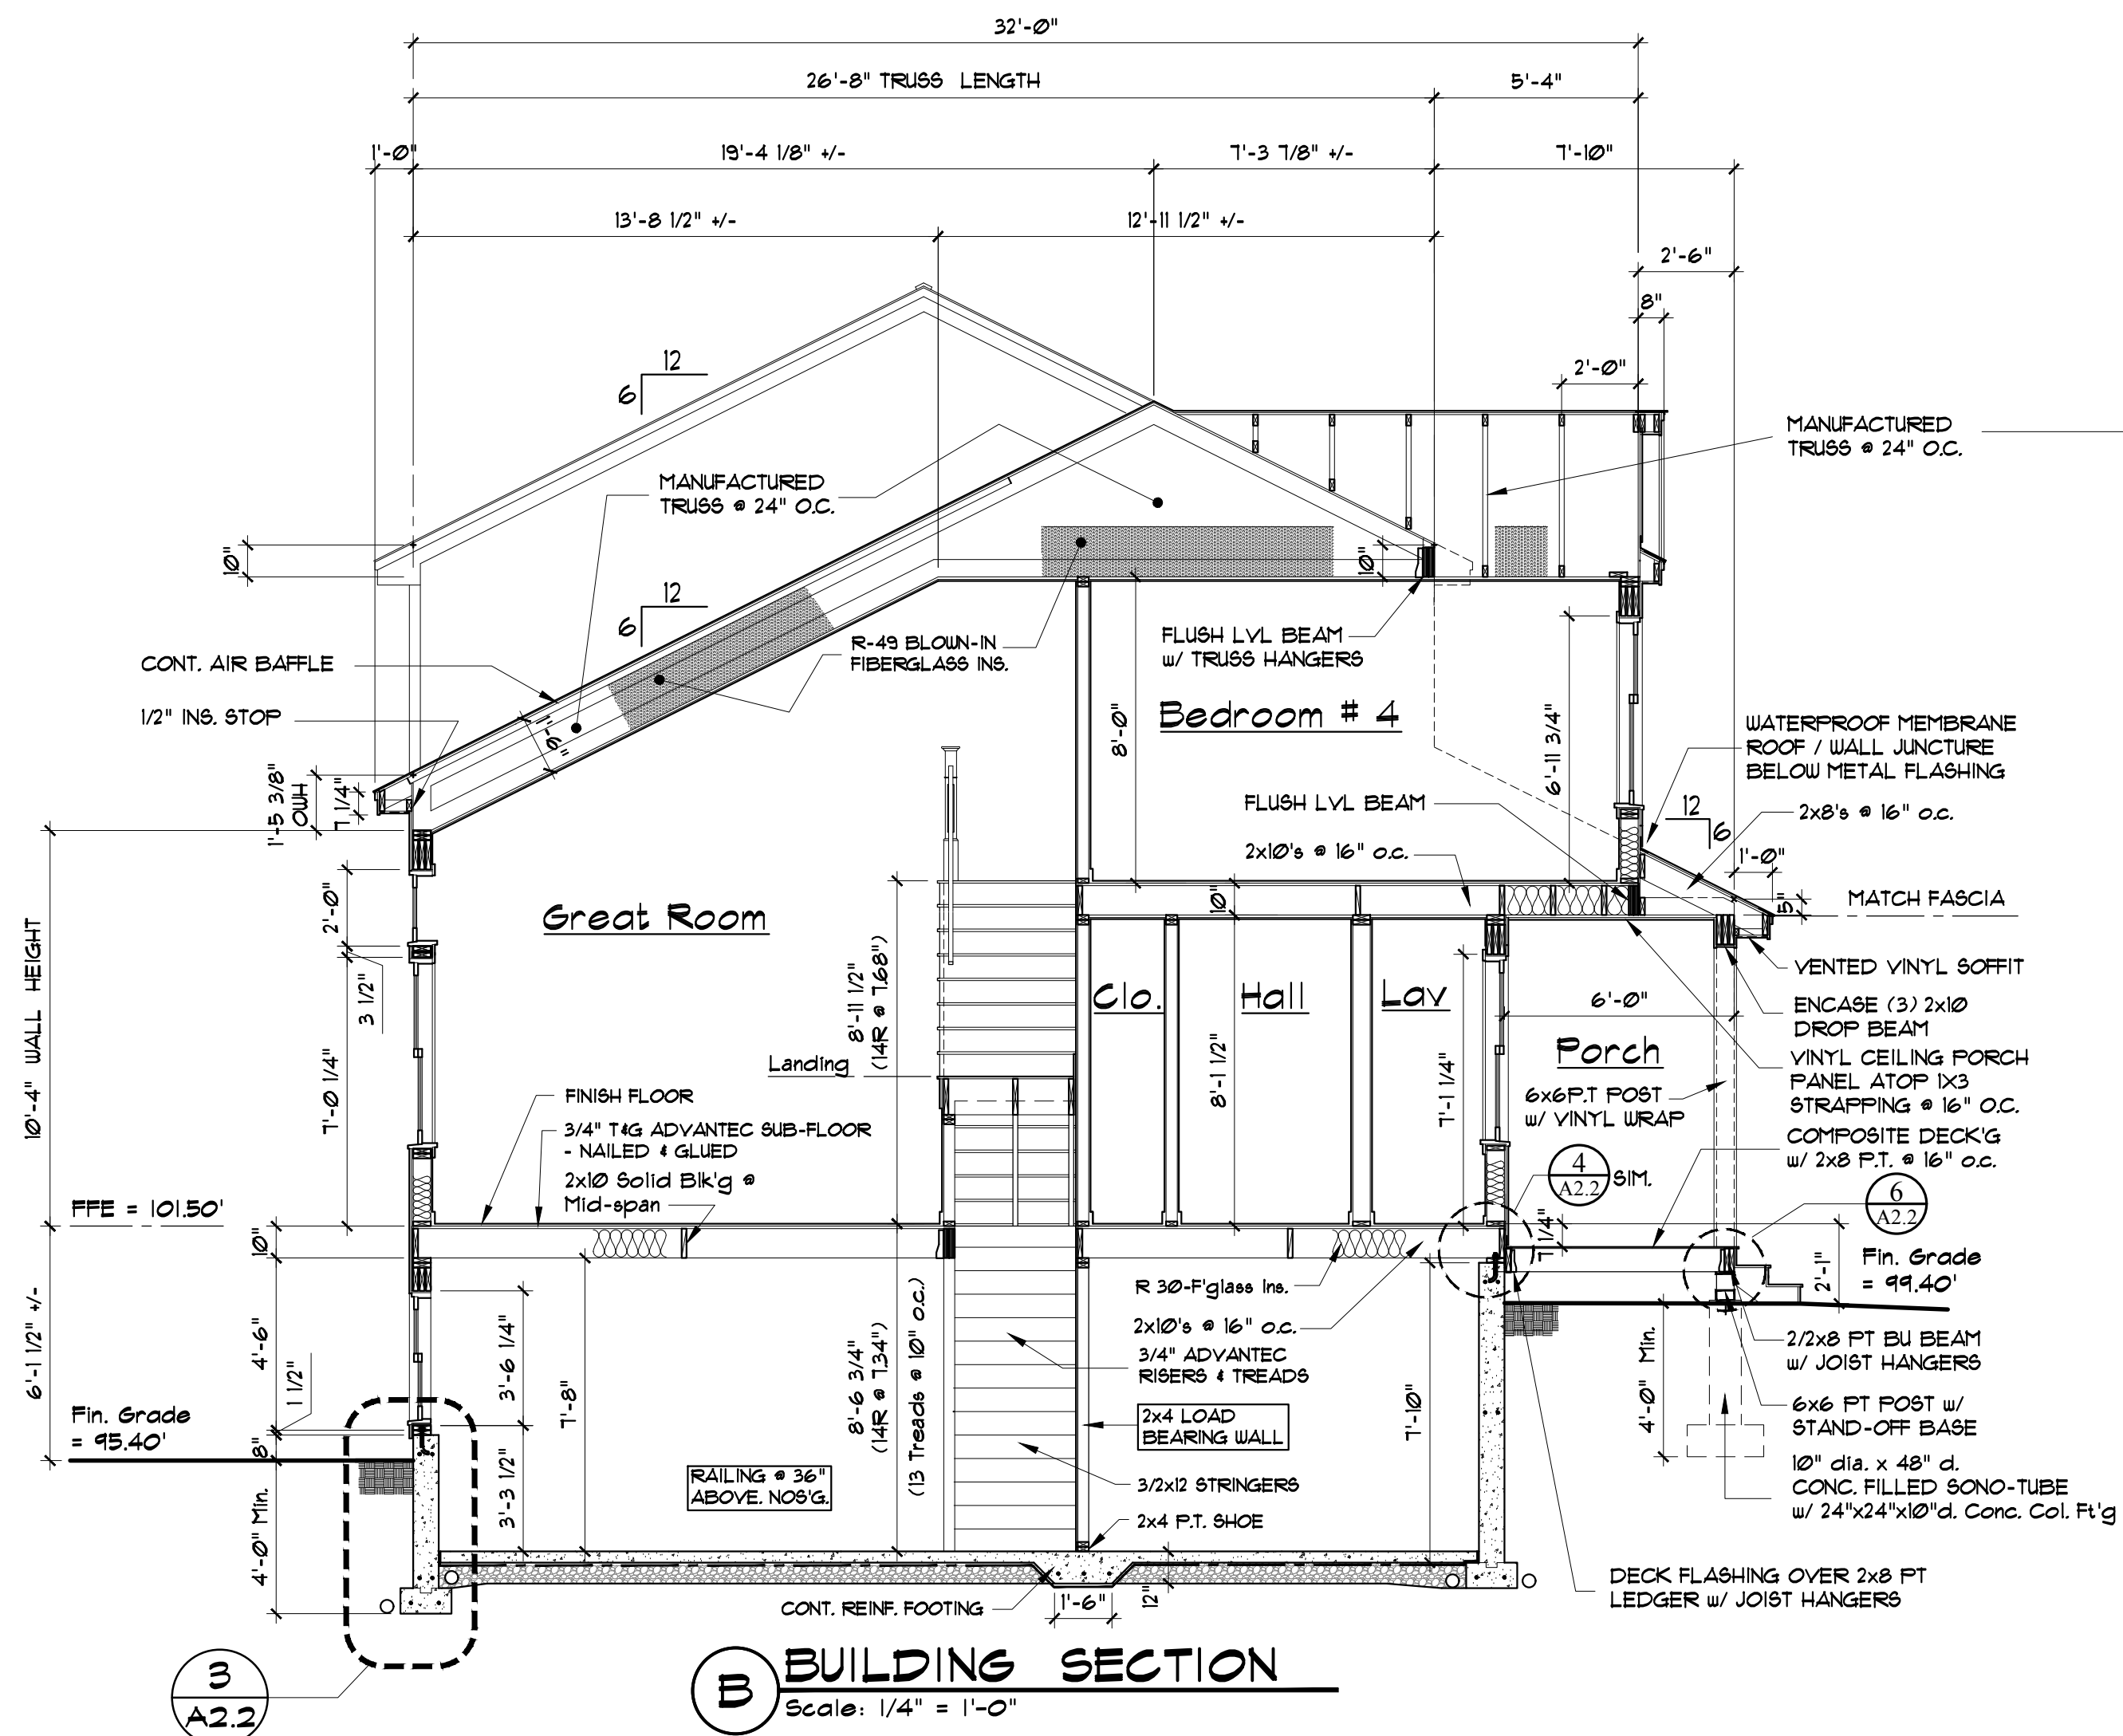 32'-0"
26'-8" TRUSS LENGTH
5'-4"
1'-0"
19'-4 1/8" +/-
7'-3 7/8" +/-
7'-10"
13'-8 1/2" +/-
12'-11 1/2" +/-
2'-6"
8"
12
6
2'-0"
MANUFACTURED
TRUSS @ 24" O.C.
MANUFACTURED
TRUSS @ 24" O.C.
10"
10"
12
6
CONT. AIR BAFFLE
1/2" INS. STOP
R-49 BLOWN-IN
FIBERGLASS INS.
FLUSH LVL BEAM
w/ TRUSS HANGERS
1'-9"
8'-0"
Bedroom # 4
6'-11 3/4"
WATERPROOF MEMBRANE
ROOF / WALL JUNCTURE
BELOW METAL FLASHING
1'-5 3/8"
OWH
7 1/4"
FLUSH LVL BEAM
12
6
2x8's @ 16" o.c.
2x10's @ 16" o.c.
1'-0"
MATCH FASCIA
5"
10"
2'-0"
Great Room
10'-4" WALL HEIGHT
3 1/2"
8'-11 1/2"
(14R @ 7.68")
Clo.
Hall
Lav
6'-0"
VENTED VINYL SOFFIT
ENCASE (3) 2x10
DROP BEAM
Porch
VINYL CEILING PORCH
PANEL ATOP 1X3
STRAPPING @ 16" O.C.
Landing
7'-0 1/4"
8'-1 1/2"
7'-1 1/4"
6x6P.T POST
w/ VINYL WRAP
FINISH FLOOR
3/4" T&G ADVANTEC SUB-FLOOR
- NAILED & GLUED
2x10 Solid Blk'g @
Mid-span
COMPOSITE DECK'G
w/ 2x8 P.T. @ 16" o.c.
4
A2.2
SIM.
6
A2.2
FFE = 101.50'
10"
7 1/4"
2'-1"
Fin. Grade
= 99.40'
R 30-F'glass Ins.
2x10's @ 16" o.c.
3/4" ADVANTEC
RISERS & TREADS
6'-1 1/2" +/-
4'-6"
1 1/2"
3'-6 1/4"
7'-8"
8'-6 3/4"
(14R @ 7.34")
(13 Treads @ 10" o.c.)
2x4 LOAD
BEARING WALL
7'-10"
4'-0" Min.
2/2x8 PT BU BEAM
w/ JOIST HANGERS
6x6 PT POST w/
STAND-OFF BASE
Fin. Grade
= 95.40'
8"
RAILING @ 36"
ABOVE. NOS'G.
3/2x12 STRINGERS
10" dia. x 48" d.
CONC. FILLED SONO-TUBE
w/ 24"x24"x10"d. Conc. Col. Ft'g
2x4 P.T. SHOE
3'-3 1/2"
4'-0" Min.
CONT. REINF. FOOTING
1'-6"
12"
DECK FLASHING OVER 2x8 PT
LEDGER w/ JOIST HANGERS
3
A2.2
B
BUILDING SECTION
Scale: 1/4" = 1'-0"